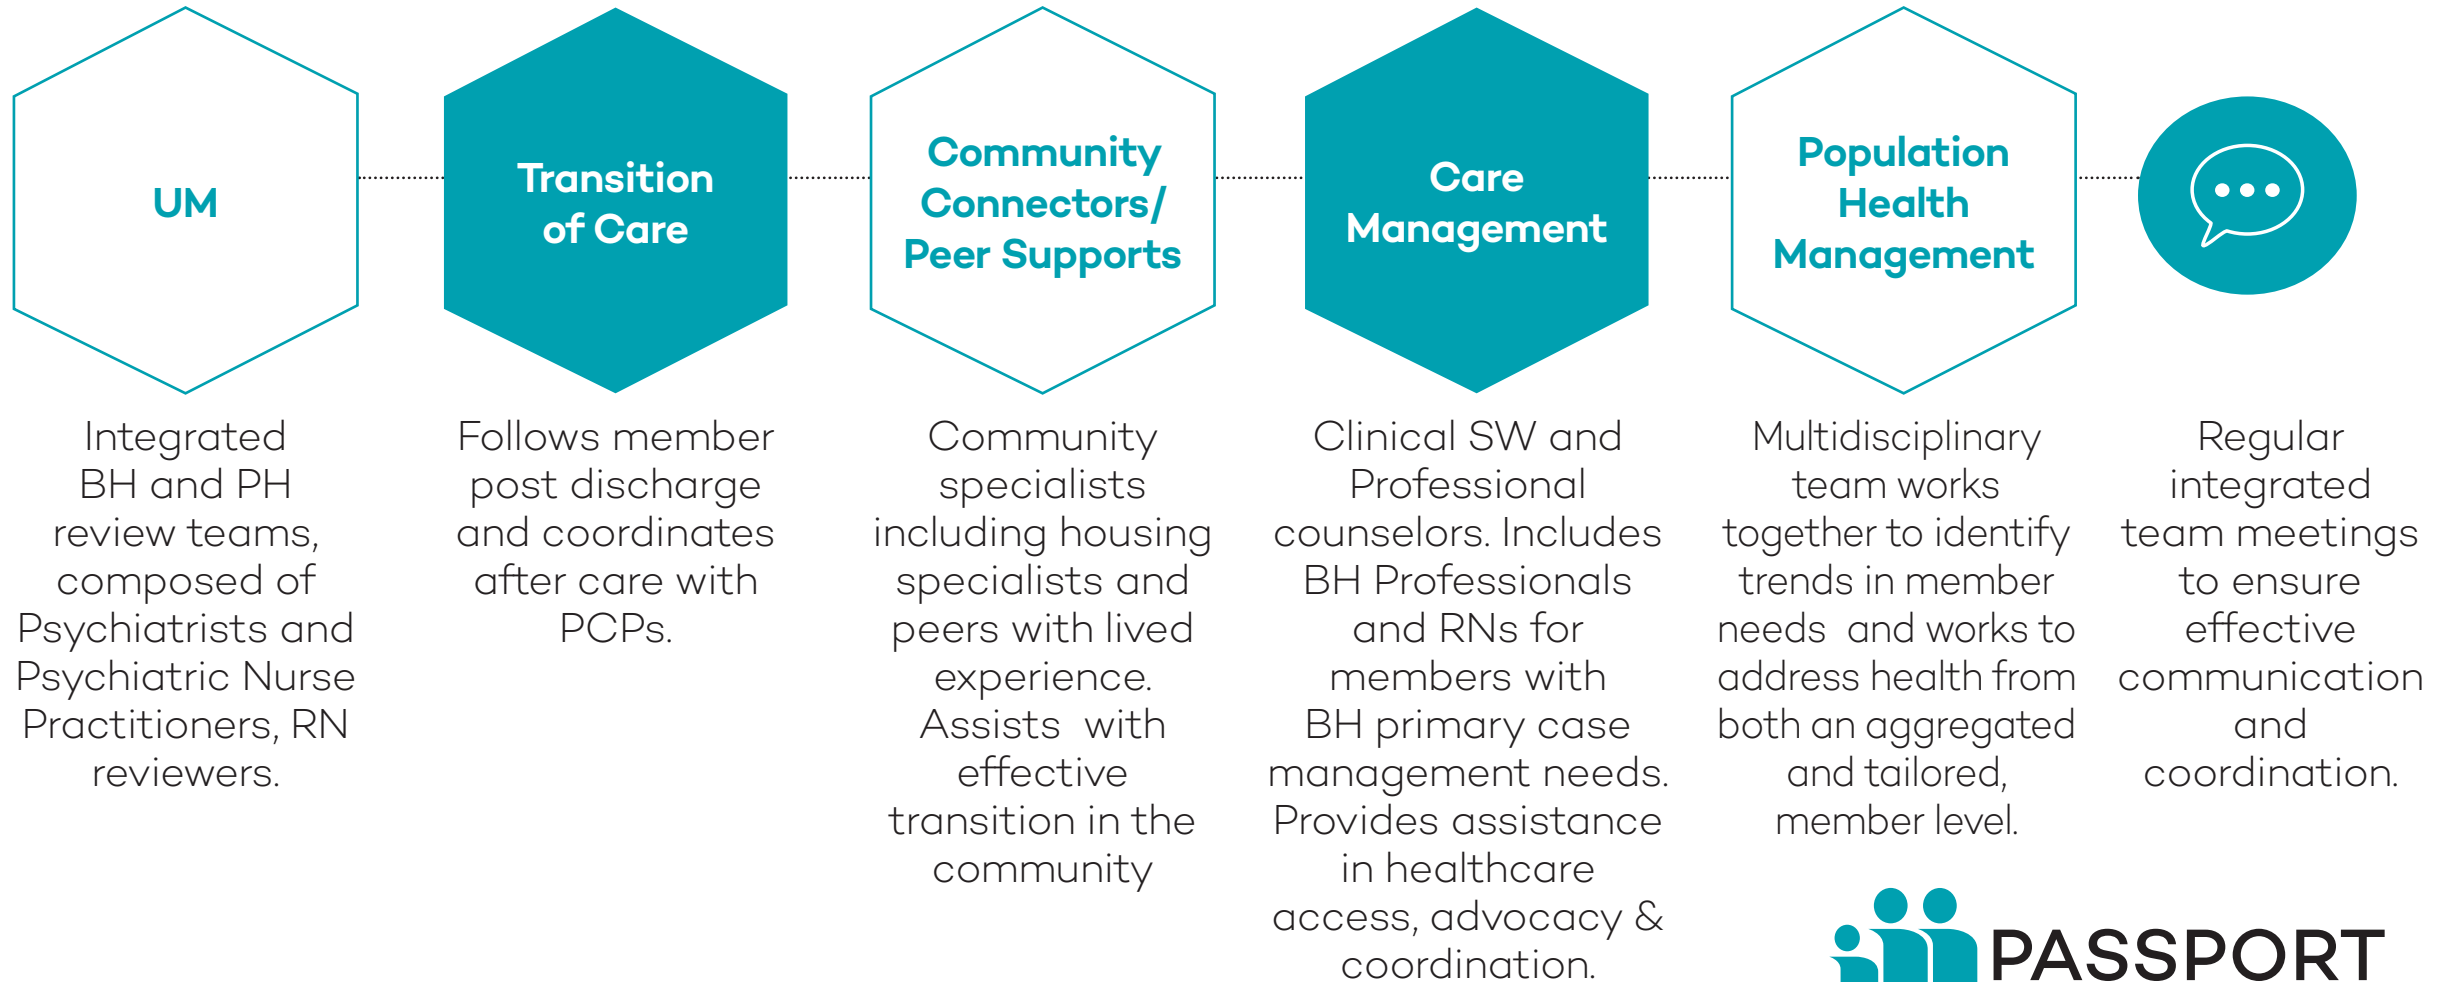 UM
Transition
of Care
Community
Connectors/
Peer Supports
Care
Management
Population
Health
Management
Integrated
BH and PH
review teams,
composed of
Psychiatrists and
Psychiatric Nurse
Practitioners, RN
reviewers.
Follows member
post discharge
and coordinates
after care with
PCPs.
Community
specialists
including housing
specialists and
peers with lived
experience.
Assists  with
effective
transition in the
community
Clinical SW and
Professional
counselors. Includes
BH Professionals
and RNs for
members with
BH primary case
management needs.
Provides assistance
in healthcare
access, advocacy &
coordination.
Multidisciplinary
team works
together to identify
trends in member
needs  and works to
address health from
both an aggregated
and tailored,
member level.
Regular
integrated
team meetings
to ensure
effective
communication
and
coordination.
PASSPORT